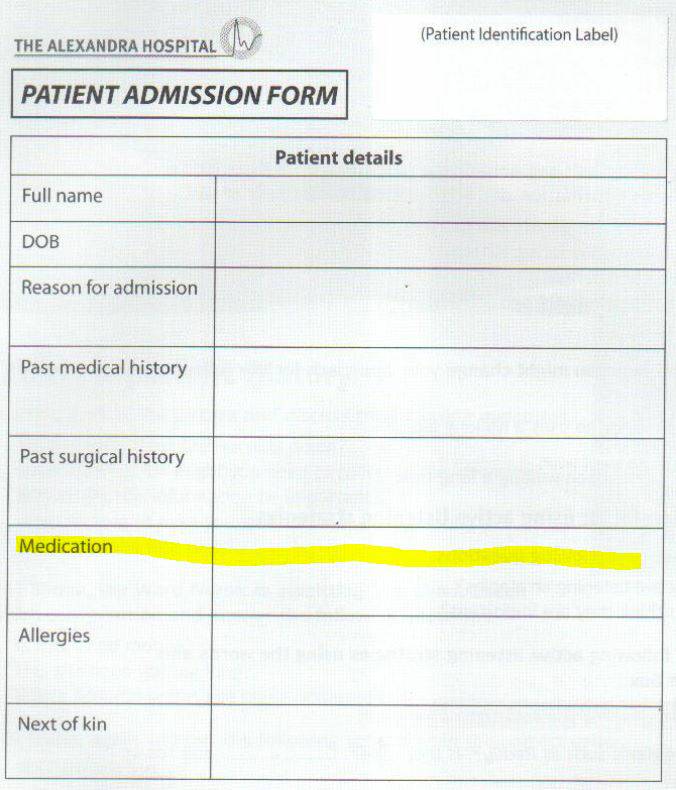 THE ALEXANDRA HOSPITAL
(Patient Identification Label)
PATIENT ADMISSION FORM
Patient details
Full name
DOB
Reason for admission
Past medical history
Past surgical history
Medication
Allergies
Next of kin